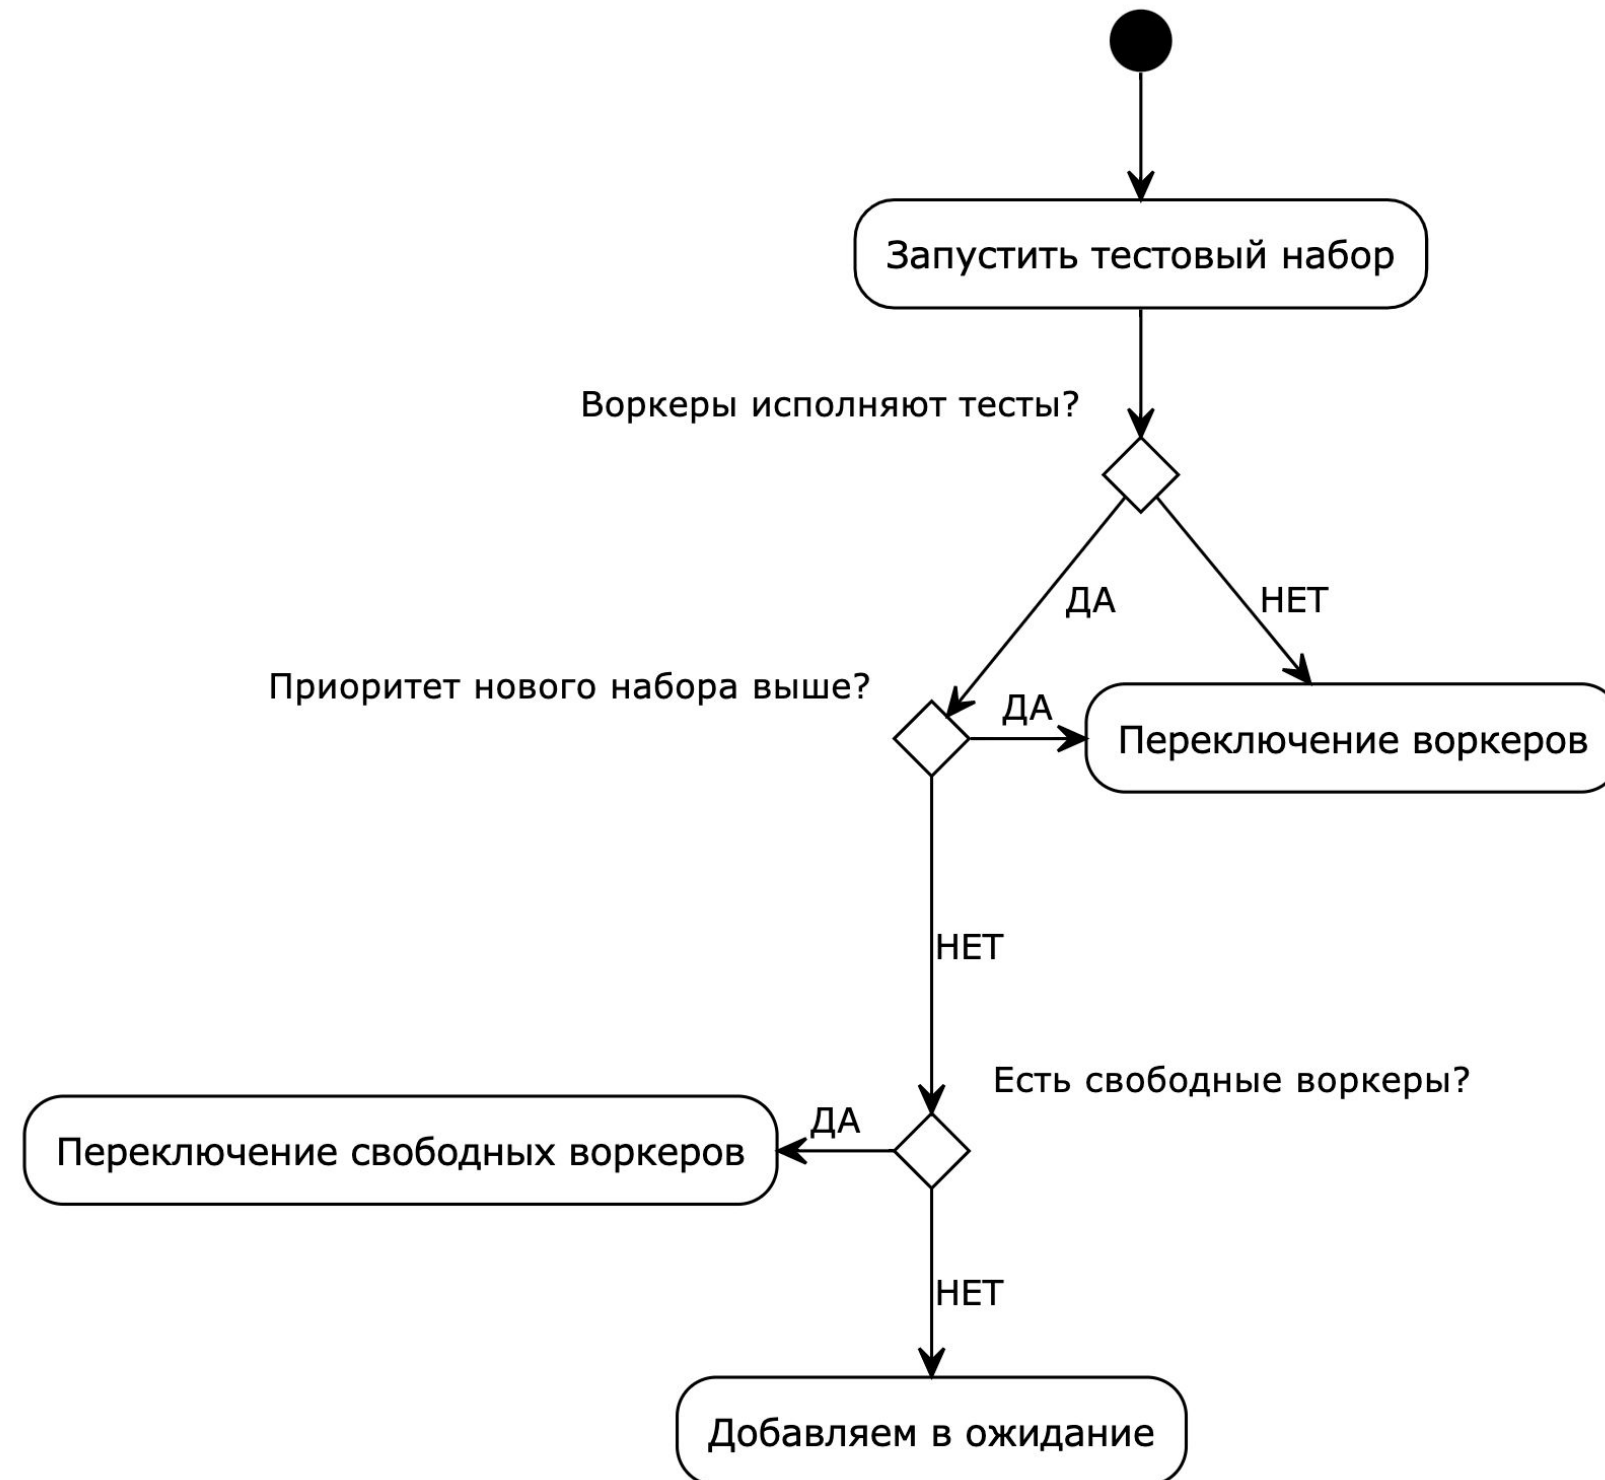 Запустить тестовый набор
Воркеры исполняют тесты?
ДА
НЕТ
Приоритет нового набора выше?
ДА
Переключение воркеров
НЕТ
Есть свободные воркеры?
ДА
Переключение свободных воркеров
НЕТ
Добавляем в ожидание